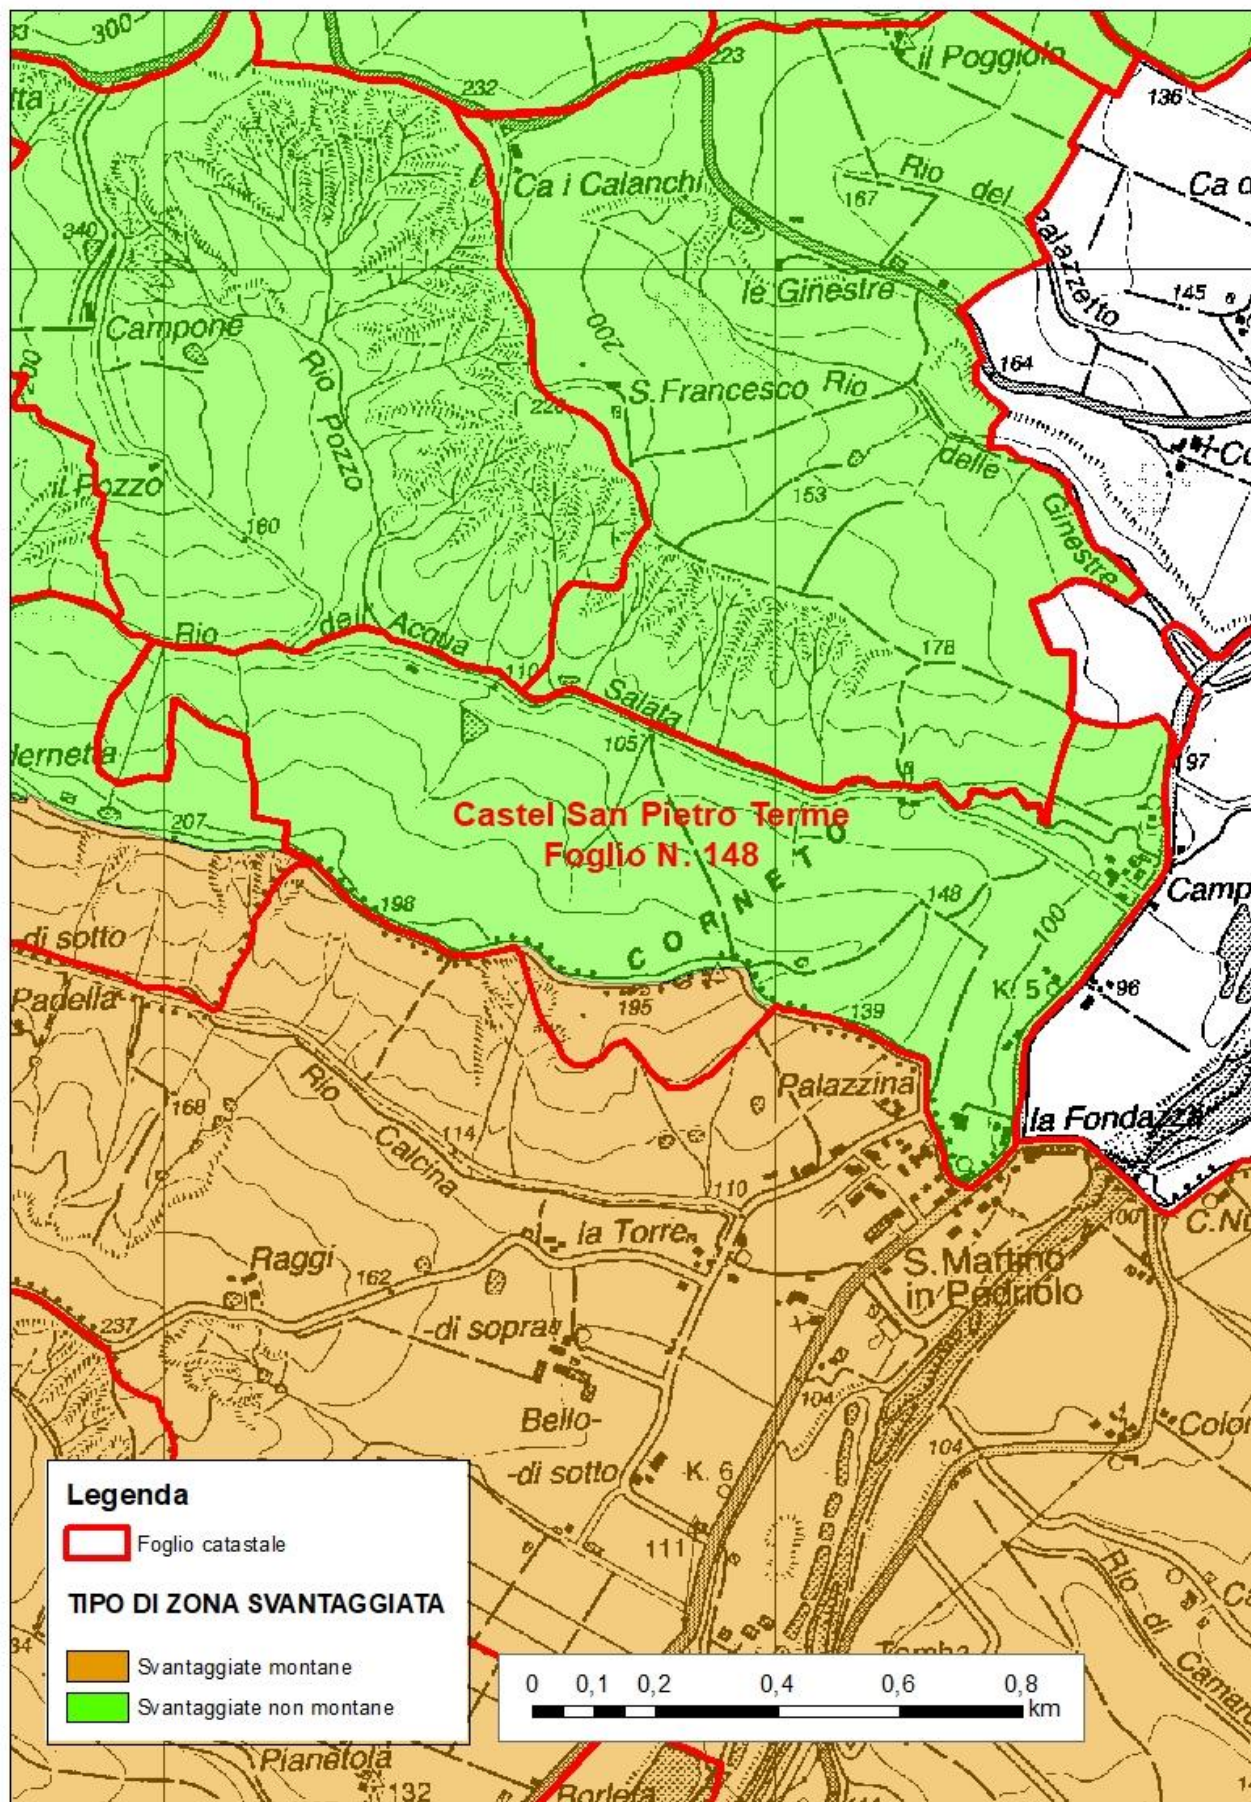 300
223
il Poggiolo
232
136
Rio del
Palazzetto
Ca i Calanchi
167
340
le Ginestre
145
Campone
200
200
164
Rio Pozzo
S. Francesco
Rio
delle
Ginestre
226
il Pozzo
153
160
Rio dell' Acqua
Salata
110
178
105
97
207
Castel San Pietro Terme
Foglio N. 148
CORNETO
198
148
100
-di sotto
Padella
K. 5
96
195
139
Palazzina
la Fondazza
168
Rio
Calcina
114
110
100
la Torre
Raggi
162
S. Martino
in Pedriolo
237
-di sopra
104
Bello-
-di sotto
K. 6
104
111
Rio di
Legenda
Foglio catastale
TIPO DI ZONA SVANTAGGIATA
Svantaggiate montane
Svantaggiate non montane
0 0,1 0,2 0,4 0,6 0,8
km
Pianetola
132